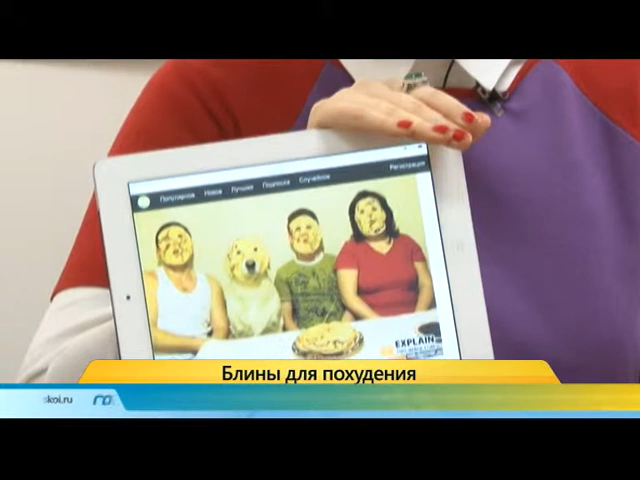 Популярное Новое Лучшее Подписка Случайное Регистрация
EXPLAIN
Блины для похудения
skoi.ru